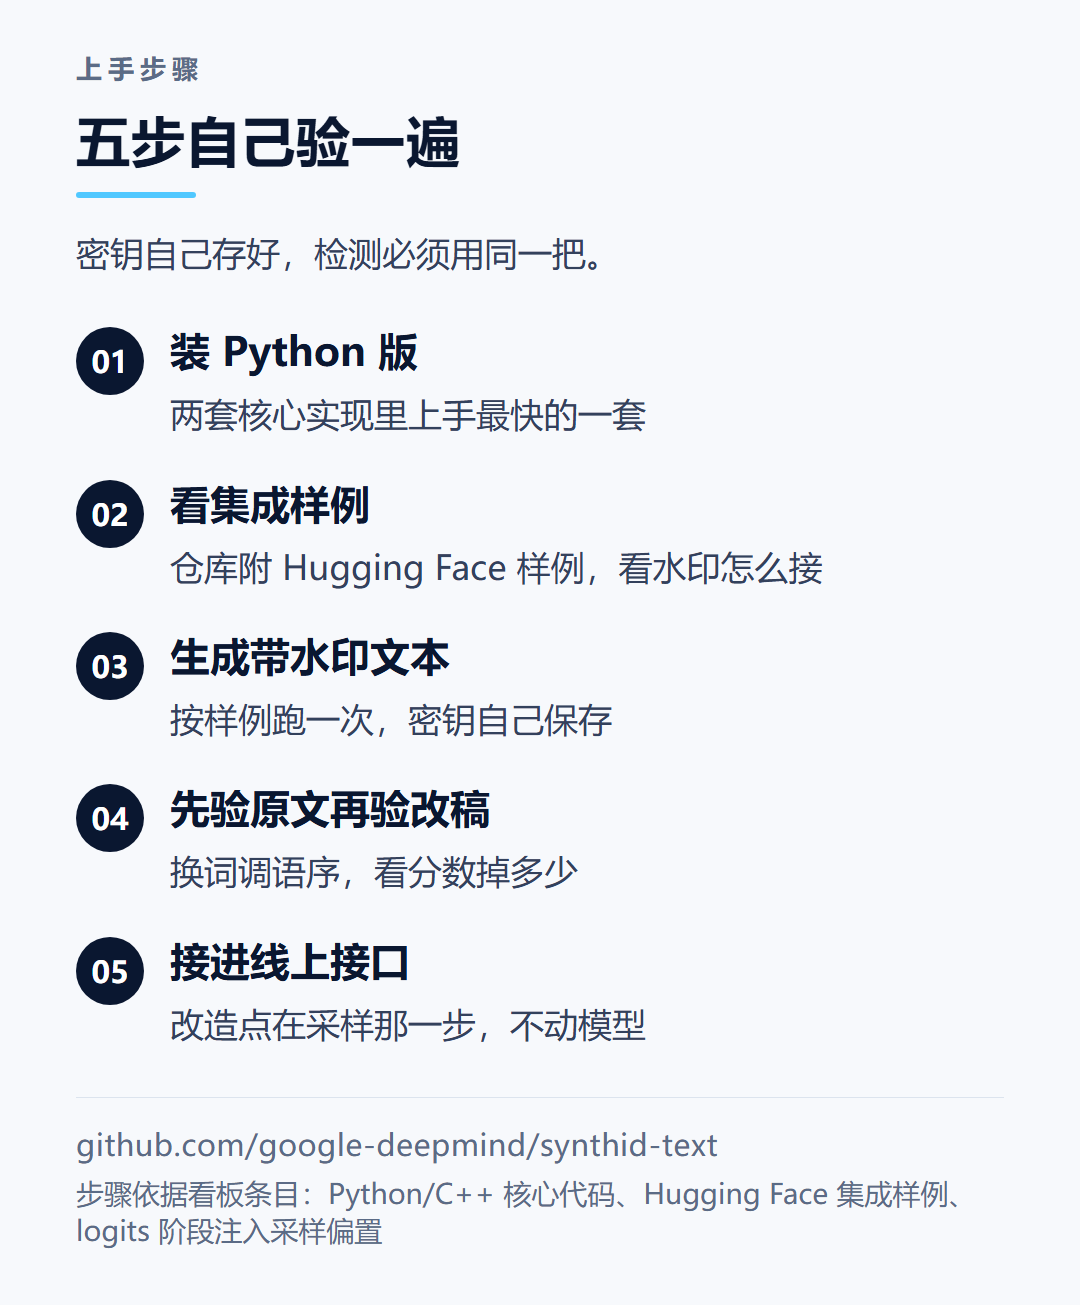 上手步骤
五步自己验一遍
密钥自己存好，检测必须用同一把。
01
装 Python 版
两套核心实现里上手最快的一套
02
看集成样例
仓库附 Hugging Face 样例，看水印怎么接
03
生成带水印文本
按样例跑一次，密钥自己保存
04
先验原文再验改稿
换词调语序，看分数掉多少
05
接进线上接口
改造点在采样那一步，不动模型
github.com/google-deepmind/synthid-text
步骤依据看板条目：Python/C++ 核心代码、Hugging Face 集成样例、
logits 阶段注入采样偏置